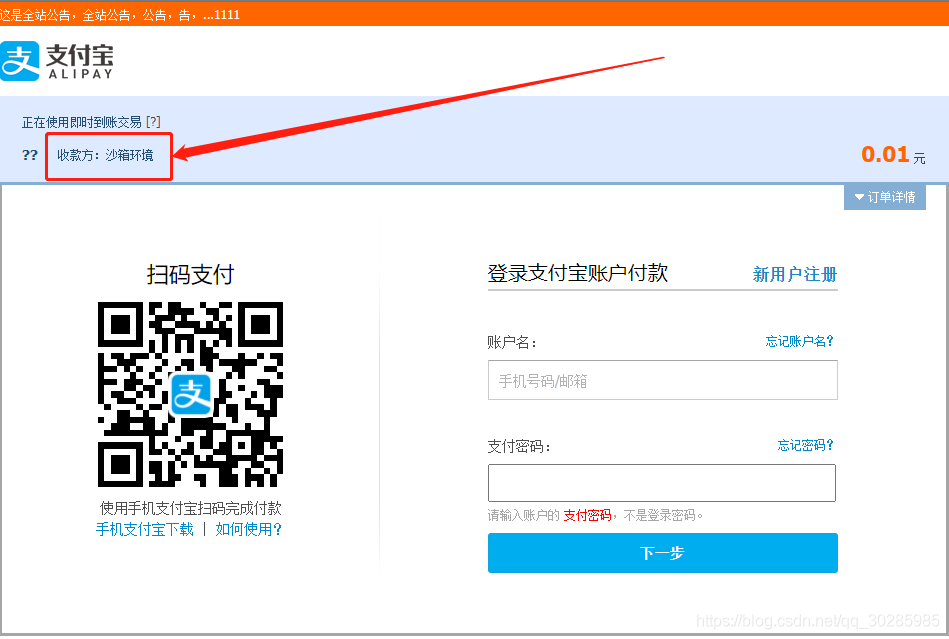 这是全站公告，全站公告，公告，告，...1111
支 支付宝
ALIPAY
正在使用即时到账交易 [?]
?? 收款方：沙箱环境
0.01 元
订单详情
扫码支付
支
使用手机支付宝扫码完成付款
手机支付宝下载 | 如何使用?
登录支付宝账户付款 新用户注册
账户名： 忘记账户名?
手机号码/邮箱
支付密码： 忘记密码?
请输入账户的 支付密码，不是登录密码。
下一步
https://blog.csdn.net/qq_30285985